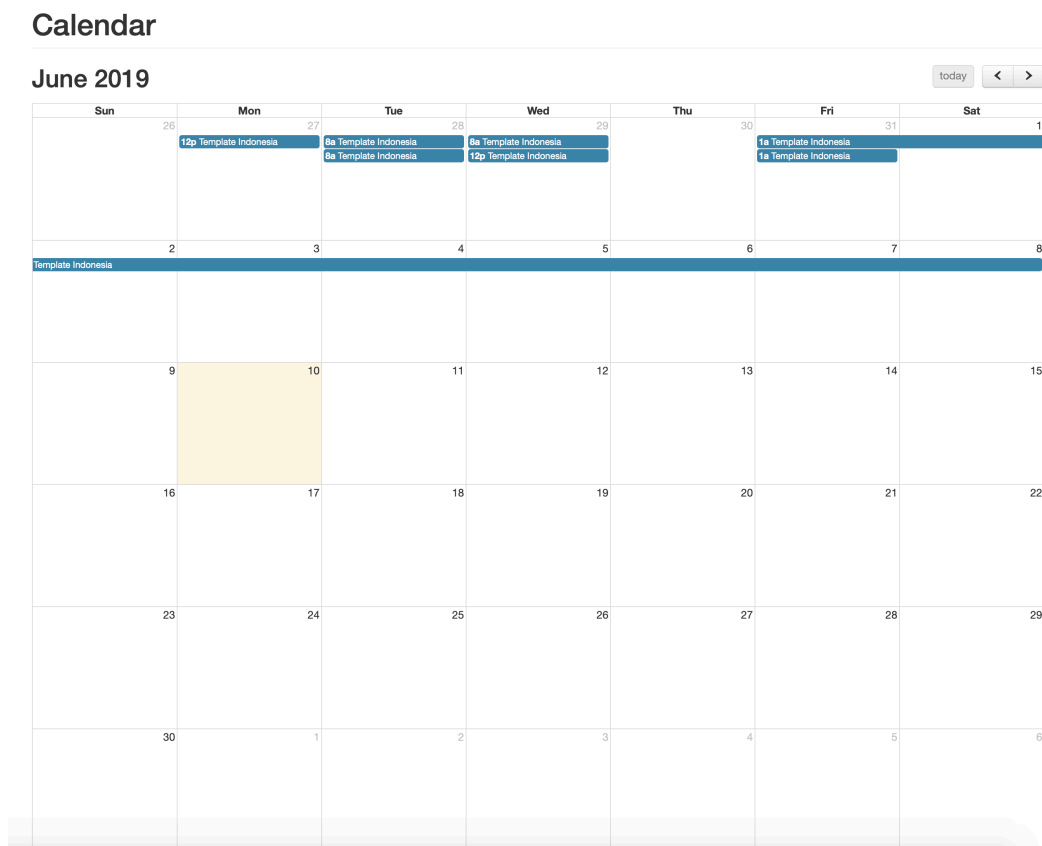 Calendar
June 2019
today
Sun Mon Tue Wed Thu Fri Sat
26 27 28 29 30 31 1
12p Template Indonesia 8a Template Indonesia 8a Template Indonesia 1a Template Indonesia
8a Template Indonesia 12p Template Indonesia 1a Template Indonesia
2 3 4 5 6 7 8
Template Indonesia
9 10 11 12 13 14 15
16 17 18 19 20 21 22
23 24 25 26 27 28 29
30 1 2 3 4 5 6